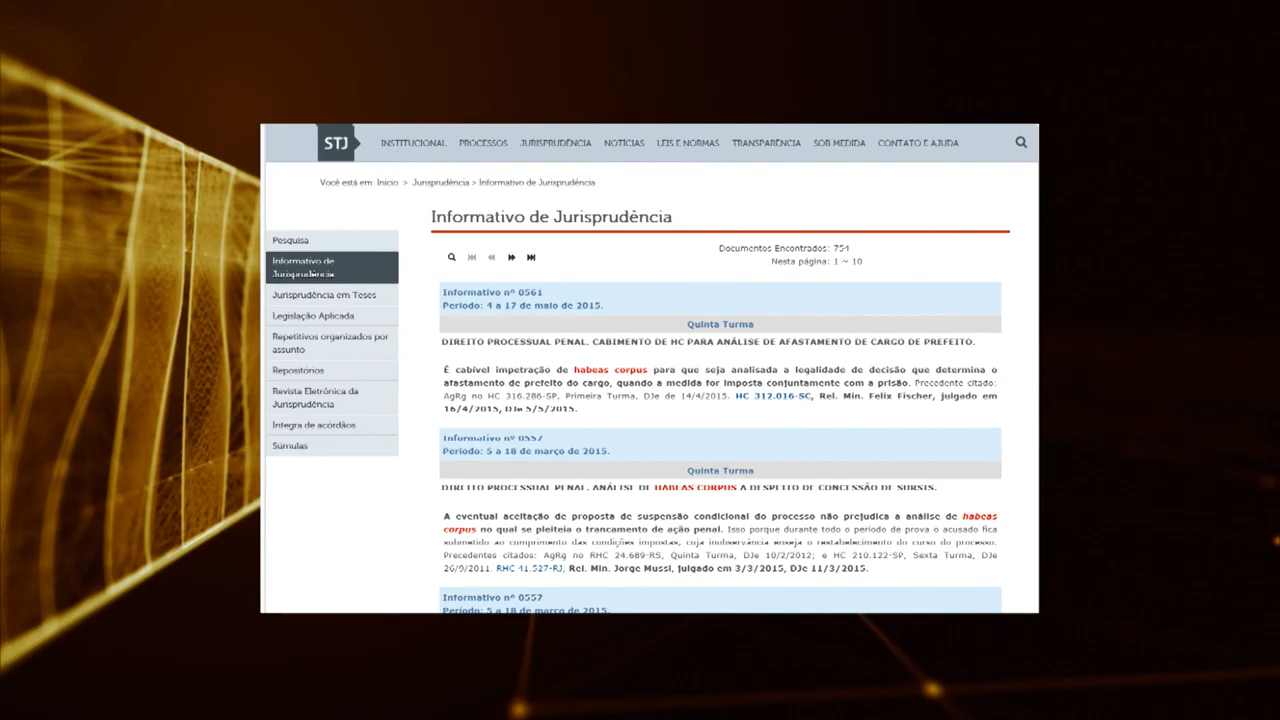 STJ INSTITUCIONAL PROCESSOS JURISPRUDÊNCIA NOTÍCIAS LEIS E NORMAS TRANSPARÊNCIA SOB MEDIDA CONTATO E AJUDA
Você está em: Início > Jurisprudência > Informativo de Jurisprudência
Informativo de Jurisprudência
Pesquisa
Informativo de
Jurisprudência
Jurisprudência em Teses
Legislação Aplicada
Repetitivos organizados por
assunto
Repositórios
Revista Eletrônica da
Jurisprudência
Íntegra de acórdãos
Súmulas
Documentos Encontrados: 754
Nesta página: 1 ~ 10
Informativo nº 0561
Período: 4 a 17 de maio de 2015.
Quinta Turma
DIREITO PROCESSUAL PENAL. CABIMENTO DE HC PARA ANÁLISE DE AFASTAMENTO DE CARGO DE PREFEITO.
É cabível impetração de habeas corpus para que seja analisada a legalidade de decisão que determina o
afastamento de prefeito do cargo, quando a medida for imposta conjuntamente com a prisão. Precedente citado:
AgRg no HC 316.286-SP, Primeira Turma, DJe de 14/4/2015. HC 312.016-SC, Rel. Min. Felix Fischer, julgado em
16/4/2015, DJe 5/5/2015.
Informativo nº 0557
Período: 5 a 18 de março de 2015.
Quinta Turma
DIREITO PROCESSUAL PENAL. ANÁLISE DE HABEAS CORPUS A DESPEITO DE CONCESSÃO DE SURSIS.
A eventual aceitação de proposta de suspensão condicional do processo não prejudica a análise de habeas
corpus no qual se pleiteia o trancamento de ação penal. Isso porque durante todo o período de prova o acusado fica
submetido ao cumprimento das condições impostas, cuja inobservância enseja o restabelecimento do curso do processo.
Precedentes citados: AgRg no RHC 24.689-RS, Quinta Turma, DJe 10/2/2012; e HC 210.122-SP, Sexta Turma, DJe
26/9/2011. RHC 41.527-RJ, Rel. Min. Jorge Mussi, julgado em 3/3/2015, DJe 11/3/2015.
Informativo nº 0557
Período: 5 a 18 de março de 2015.